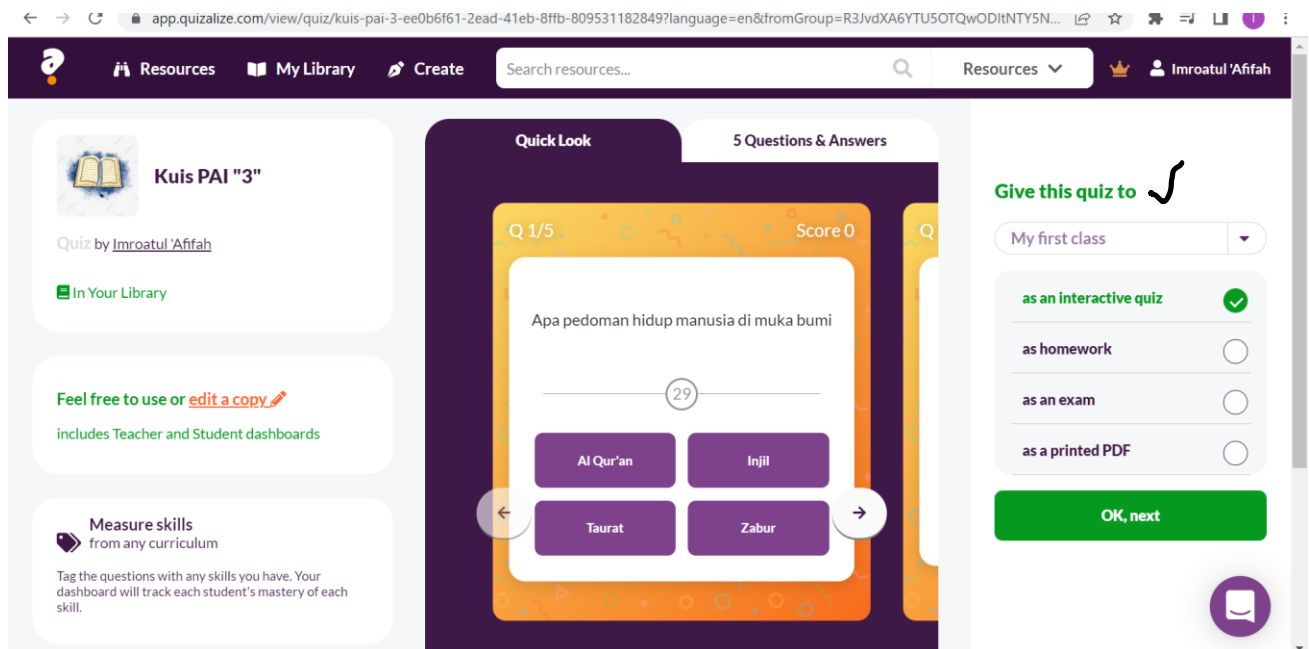 app.quizalize.com/view/quiz/kuis-pai-3-ee0b6f61-2ead-41eb-8ffb-809531182849?language=en&fromGroup=R3JvdXA6YTU5OTQwODItNTY5N...
Resources
My Library
Create
Search resources...
Resources
Imroatul 'Afifah
Kuis PAI "3"
Quiz by Imroatul 'Afifah
In Your Library
Feel free to use or edit a copy
includes Teacher and Student dashboards
Measure skills
from any curriculum
Tag the questions with any skills you have. Your
dashboard will track each student's mastery of each
skill.
Quick Look
5 Questions & Answers
Q 1/5
Score 0
Q
Apa pedoman hidup manusia di muka bumi
29
Al Qur'an
Injil
Taurat
Zabur
Give this quiz to
My first class
as an interactive quiz
as homework
as an exam
as a printed PDF
OK, next